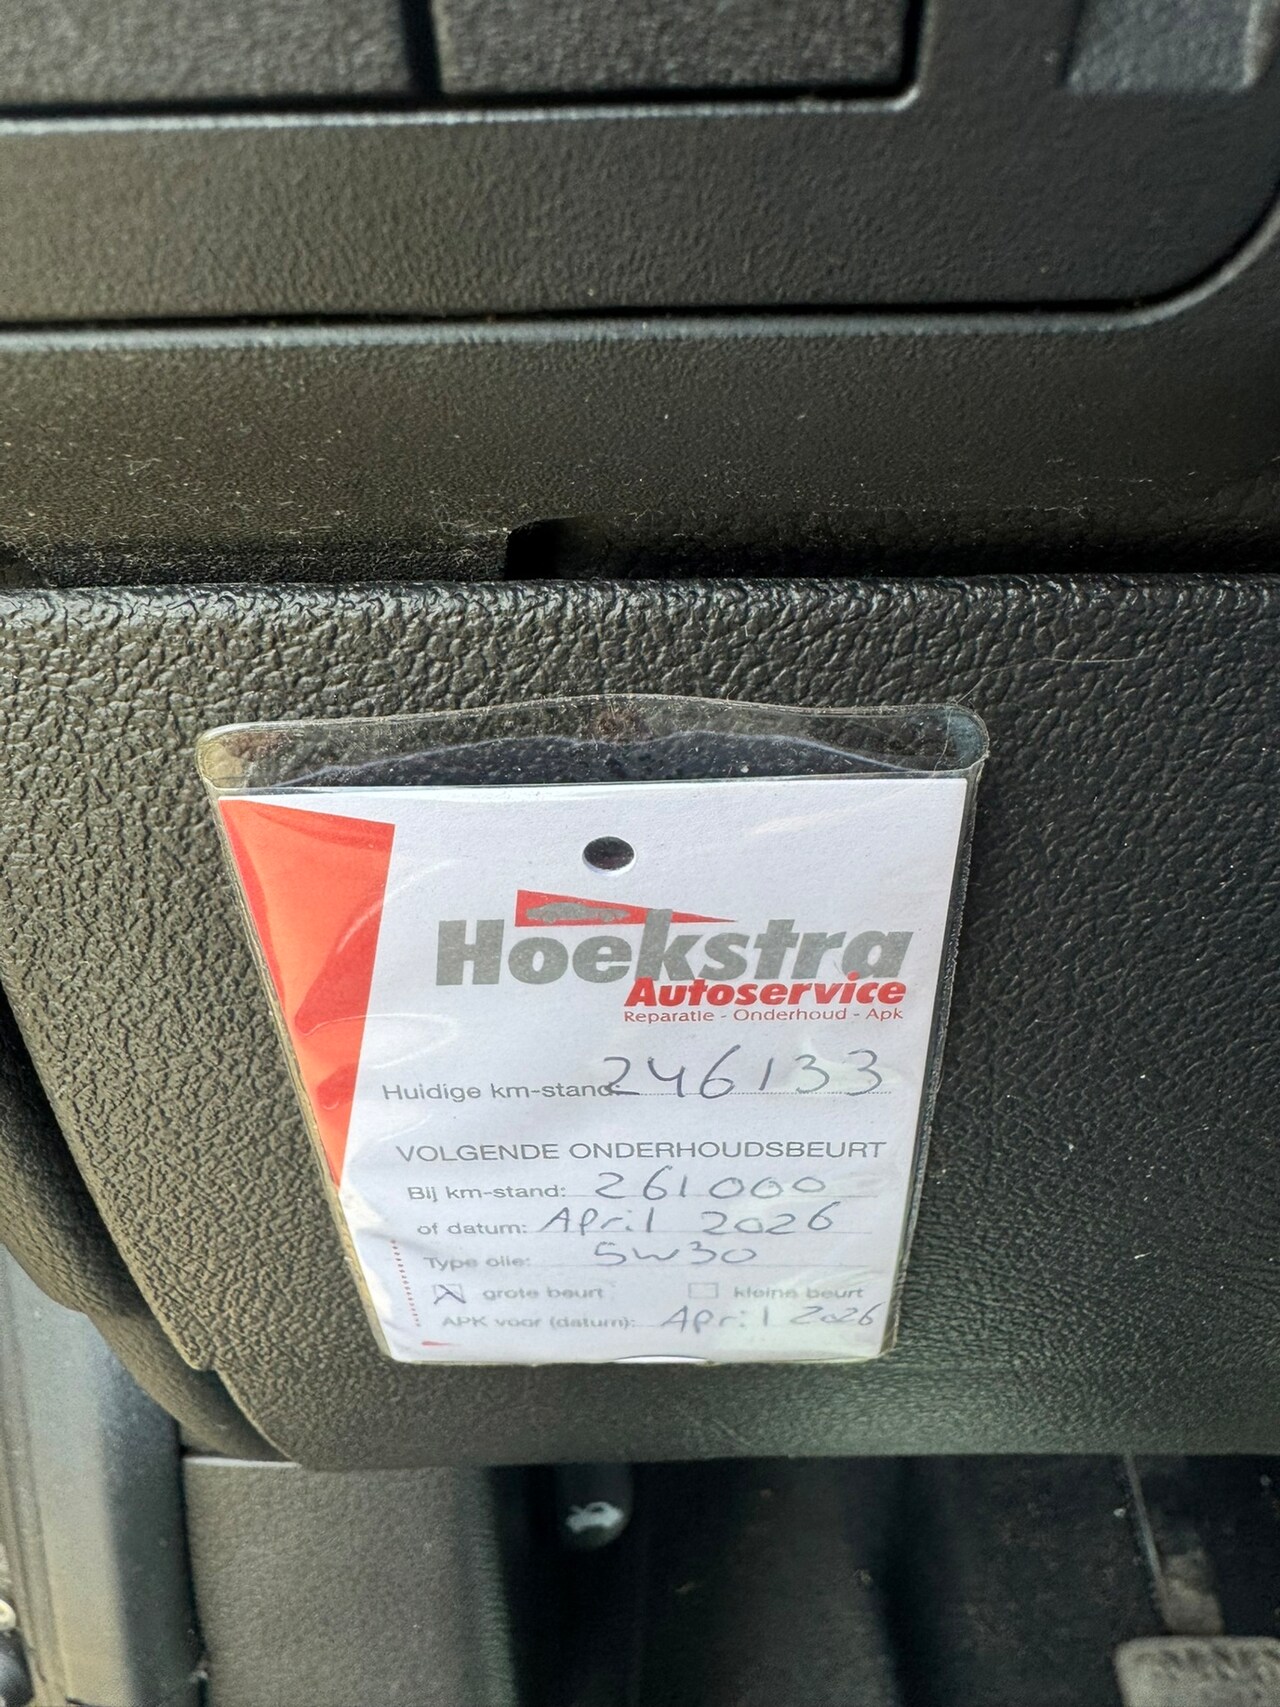 Hoekstra
Autoservice
Reparatie - Onderhoud - Apk
Huidige km-stand: 246133
VOLGENDE ONDERHOUDSBEURT
Bij km-stand: 261000
of datum: April 2026
Type olie: 5W30
grote beurt kleine beurt
APK voor (datum): April 2026